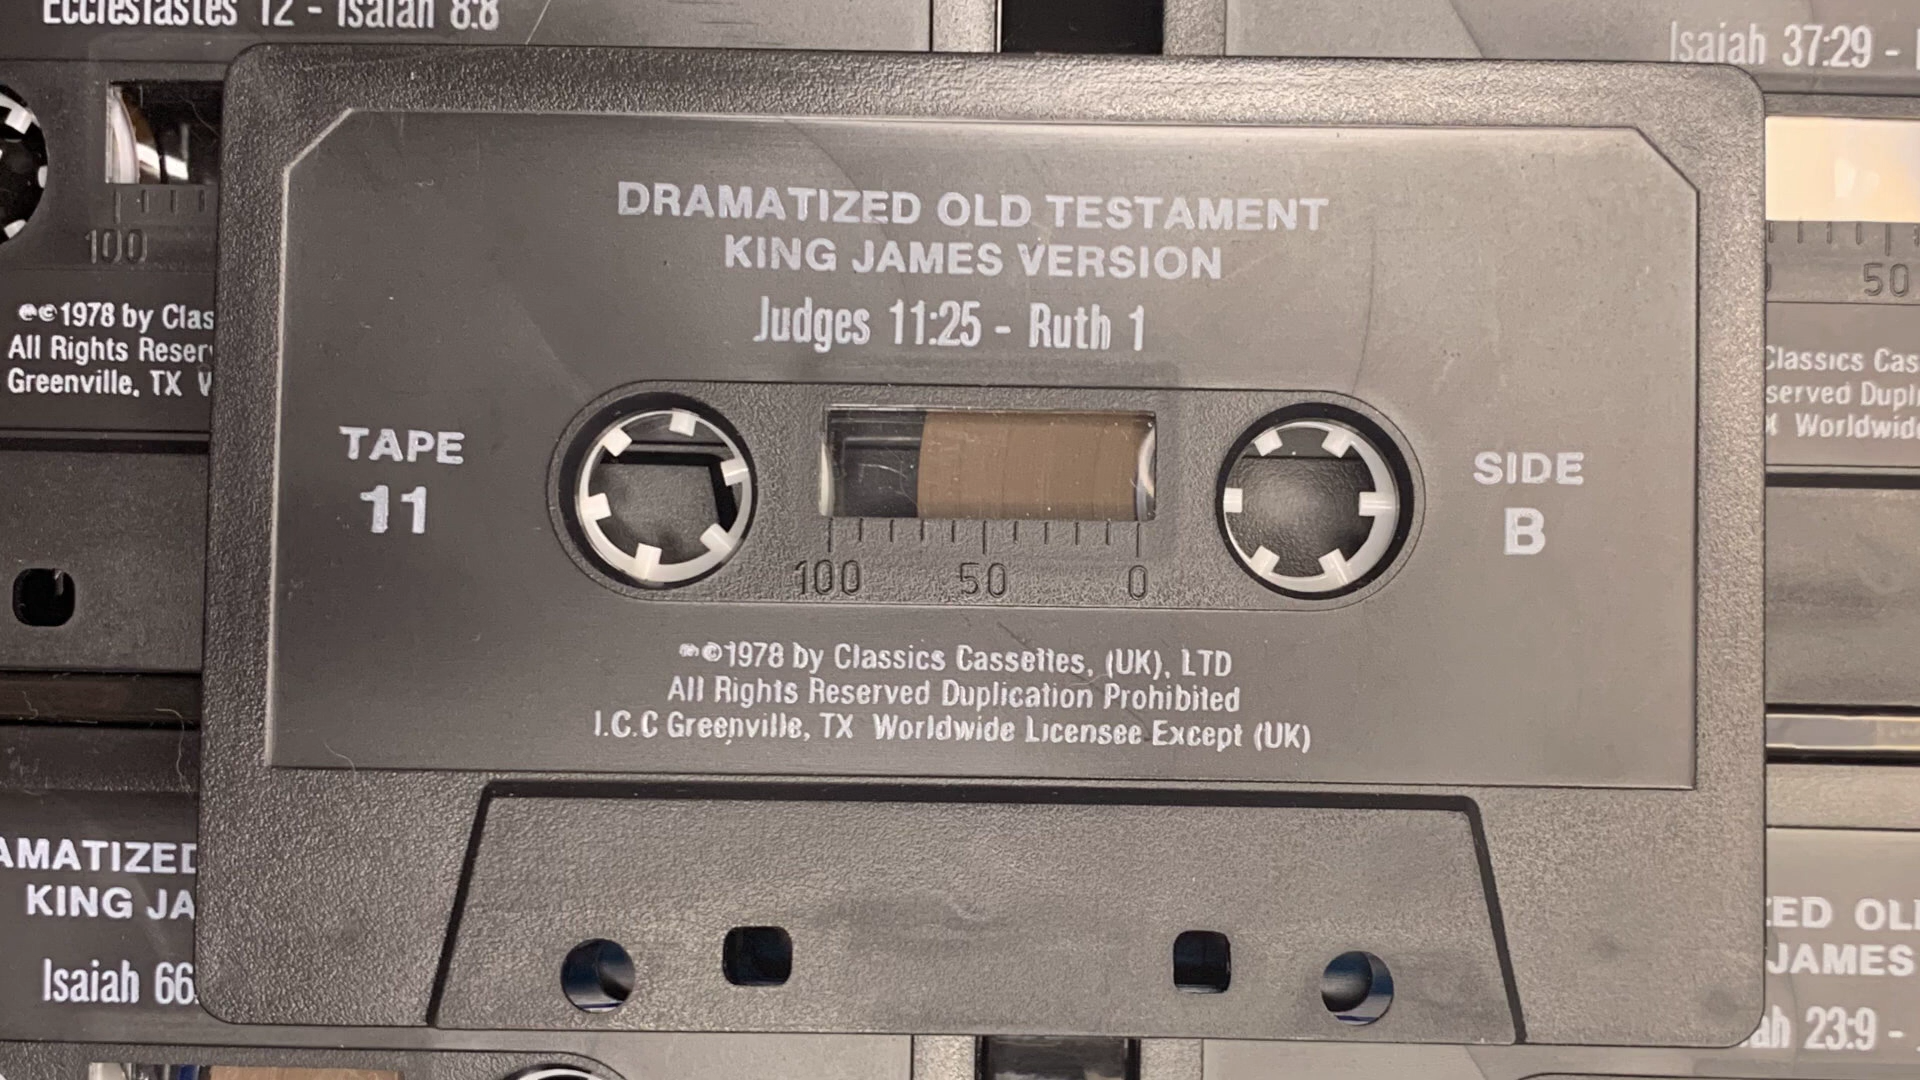 Ecclesiastes 12 - Isaiah 8:8
Isaiah 37:29 -
DRAMATIZED OLD TESTAMENT
KING JAMES VERSION
Judges 11:25 - Ruth 1
TAPE
11
SIDE
B
100 50 0
℗©1978 by Classics Cassettes, (UK), LTD
All Rights Reserved Duplication Prohibited
I.C.C Greenville, TX Worldwide Licensee Except (UK)
100
℗©1978 by Clas
All Rights Reser
Greenville, TX W
50
Classics Cas
served Dupli
Worldwide
AMATIZED
KING JA
Isaiah 66:
ZED OL
JAMES
ah 23:9 -